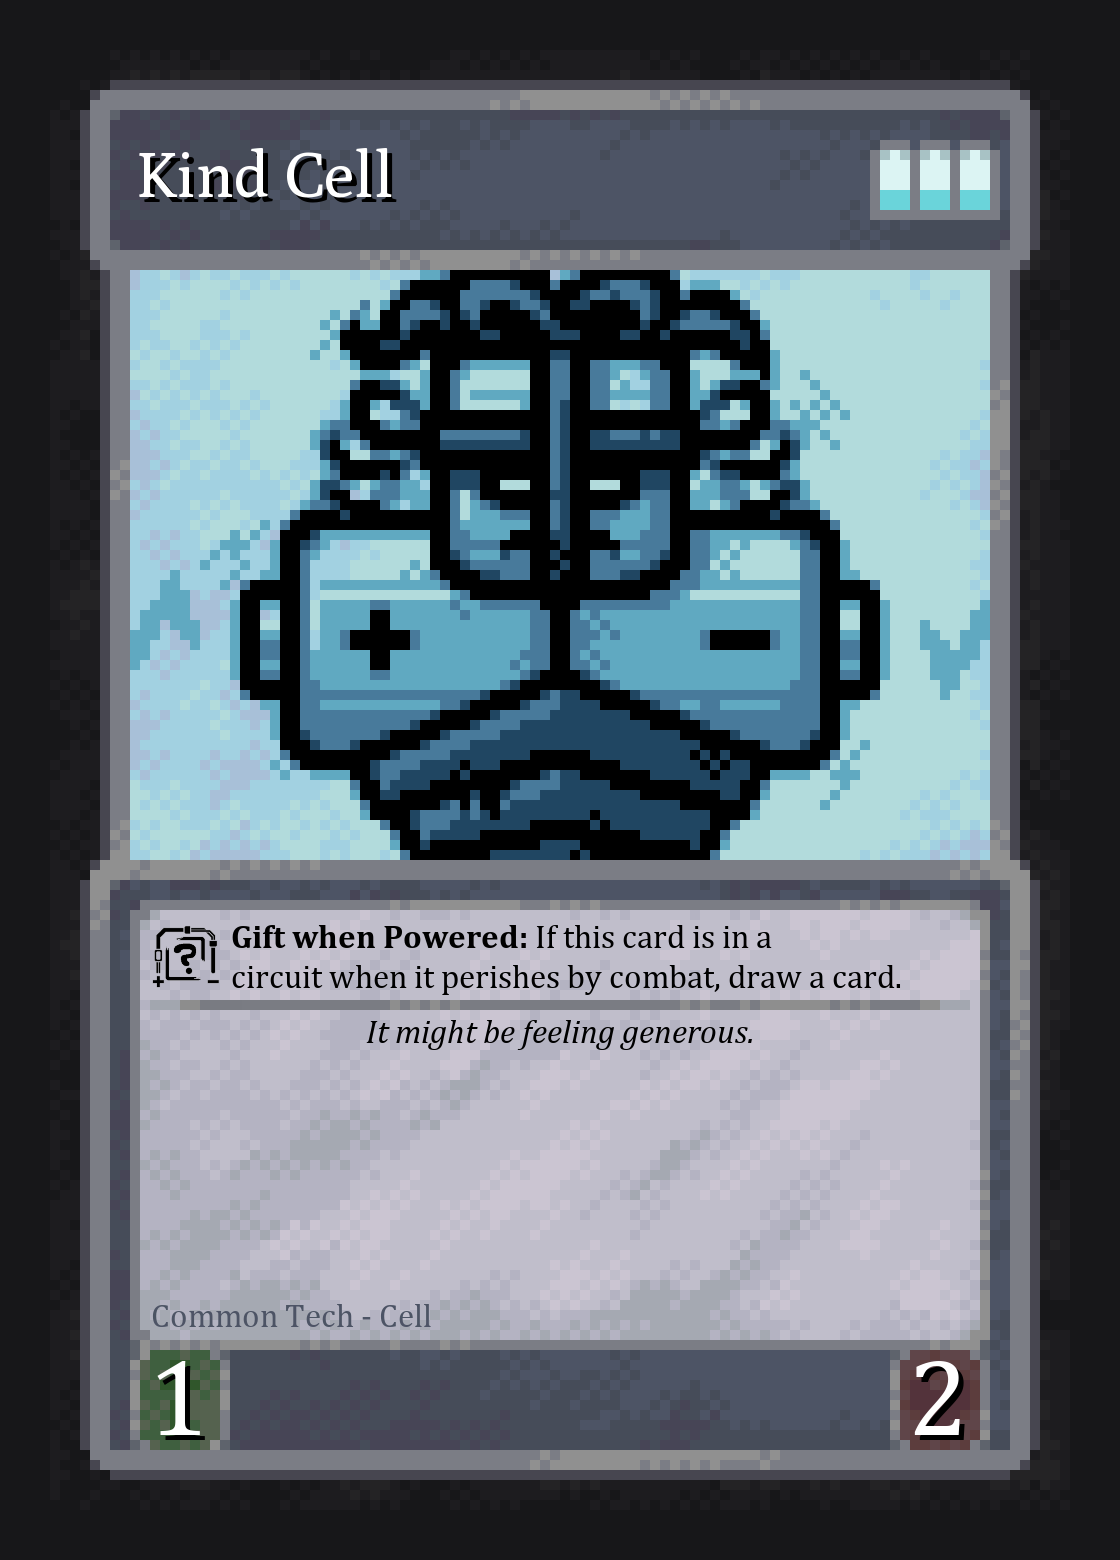 Kind Cell
+ -
? Gift when Powered: If this card is in a
+ - circuit when it perishes by combat, draw a card.
It might be feeling generous.
Common Tech - Cell
1 2